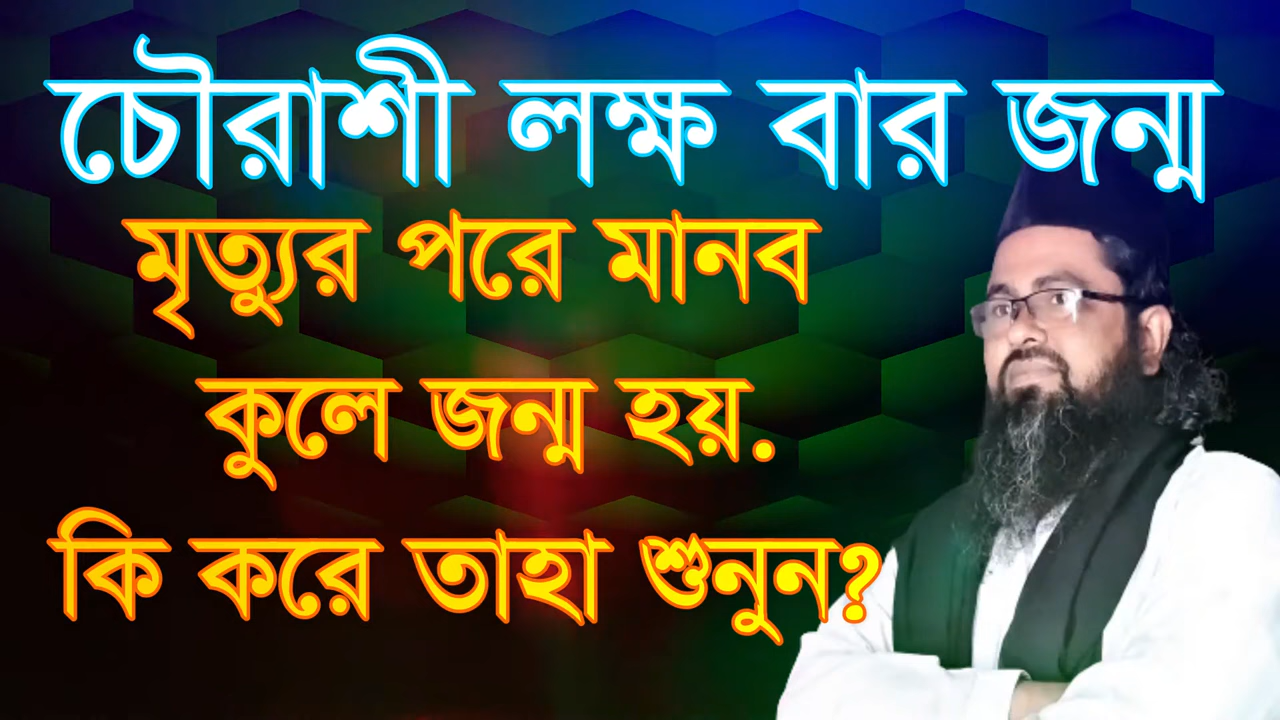 চৌরাশী লক্ষ বার জন্ম
মৃত্যুর পরে মানব
কুলে জন্ম হয়.
কি করে তাহা শুনুন?